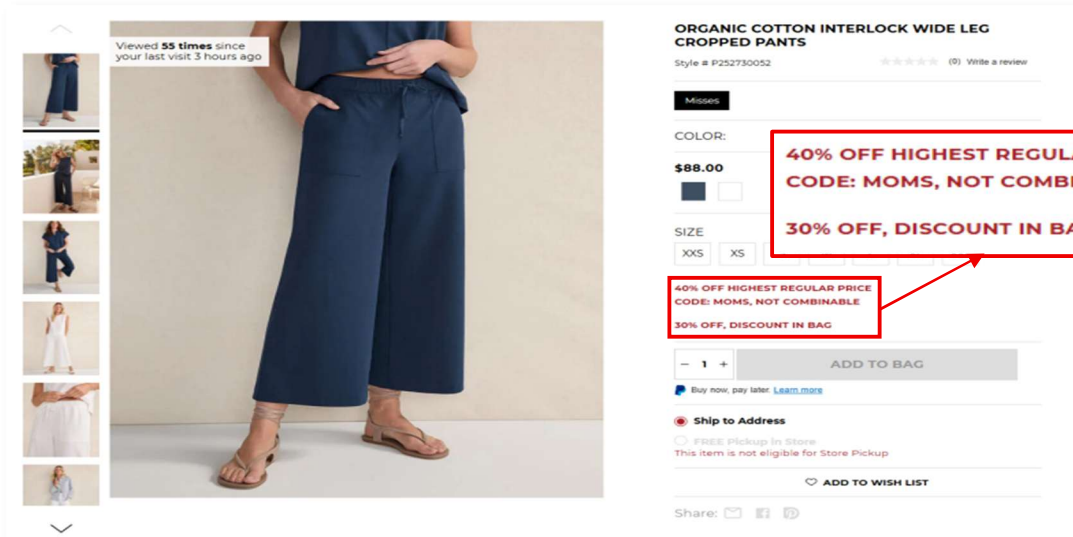 Viewed 55 times since
your last visit 3 hours ago
ORGANIC COTTON INTERLOCK WIDE LEG
CROPPED PANTS
Style # P252730052
(0) Write a review
Misses
COLOR:
$88.00
SIZE
XXS XS
40% OFF HIGHEST REGULA
CODE: MOMS, NOT COMBI
30% OFF, DISCOUNT IN BA
40% OFF HIGHEST REGULAR PRICE
CODE: MOMS, NOT COMBINABLE
30% OFF, DISCOUNT IN BAG
− 1 +
ADD TO BAG
Buy now, pay later. Learn more
Ship to Address
FREE Pickup in Store
This item is not eligible for Store Pickup
ADD TO WISH LIST
Share: